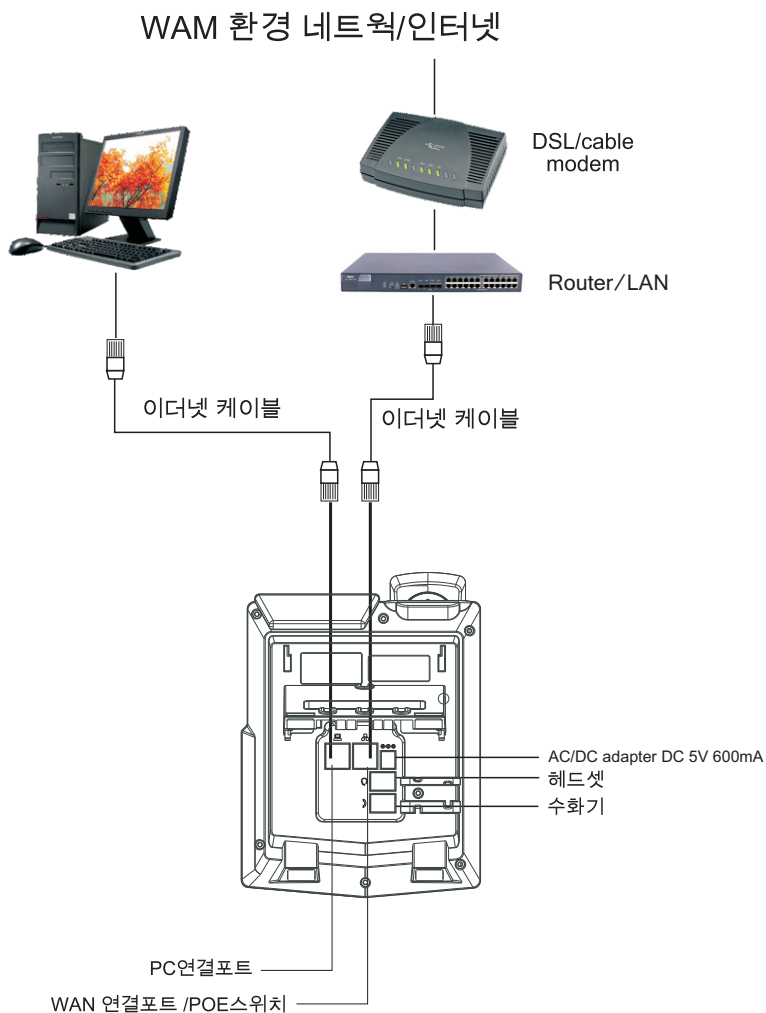 WAM 환경 네트웍/인터넷
DSL/cable
modem
Router/LAN
이더넷 케이블
이더넷 케이블
AC/DC adapter DC 5V 600mA
헤드셋
수화기
PC연결포트
WAN 연결포트 /POE스위치